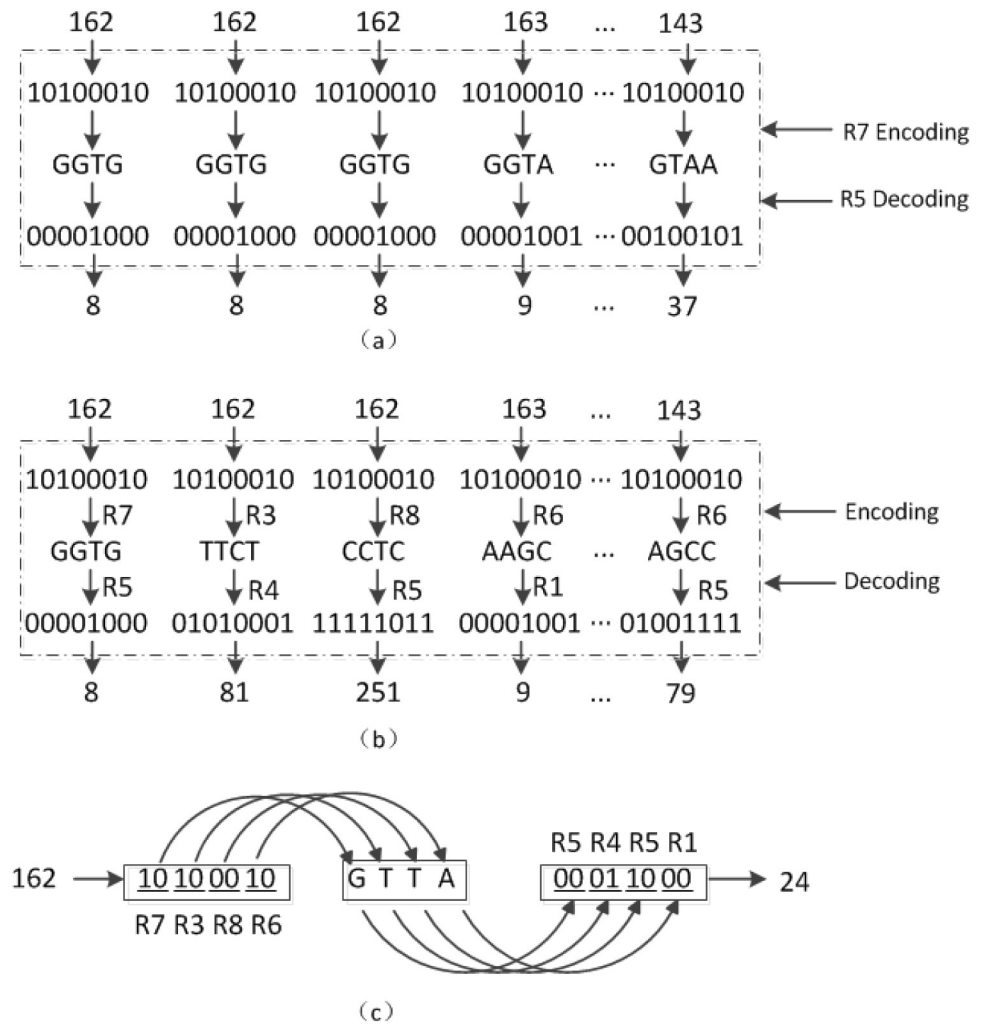 162 162 162 163 ... 143
10100010 10100010 10100010 10100010 ··· 10100010
R7 Encoding
GGTG GGTG GGTG GGTA ··· GTAA
R5 Decoding
00001000 00001000 00001000 00001001 ··· 00100101
8 8 8 9 ... 37
(a)
162 162 162 163 ... 143
10100010 10100010 10100010 10100010 ··· 10100010
R7 R3 R8 R6 R6 Encoding
GGTG TTCT CCTC AAGC ... AGCC
R5 R4 R5 R1 R5 Decoding
00001000 01010001 11111011 00001001 ··· 01001111
8 81 251 9 ... 79
(b)
R5 R4 R5 R1
162 10 10 00 10 G T T A 00 01 10 00 24
R7 R3 R8 R6
(c)